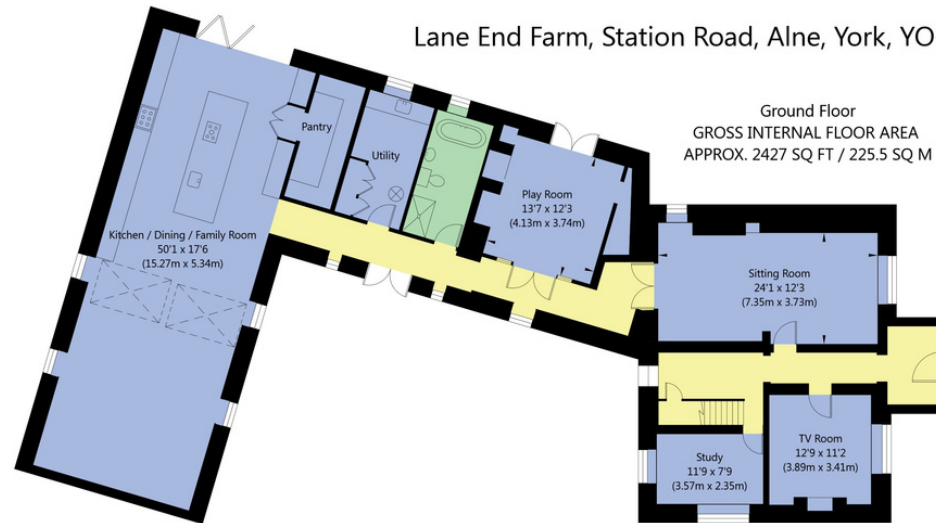 Lane End Farm, Station Road, Alne, York, YO
Ground Floor
GROSS INTERNAL FLOOR AREA
APPROX. 2427 SQ FT / 225.5 SQ M
Pantry
Utility
Play Room
13'7 x 12'3
(4.13m x 3.74m)
Kitchen / Dining / Family Room
50'1 x 17'6
(15.27m x 5.34m)
Sitting Room
24'1 x 12'3
(7.35m x 3.73m)
TV Room
12'9 x 11'2
(3.89m x 3.41m)
Study
11'9 x 7'9
(3.57m x 2.35m)